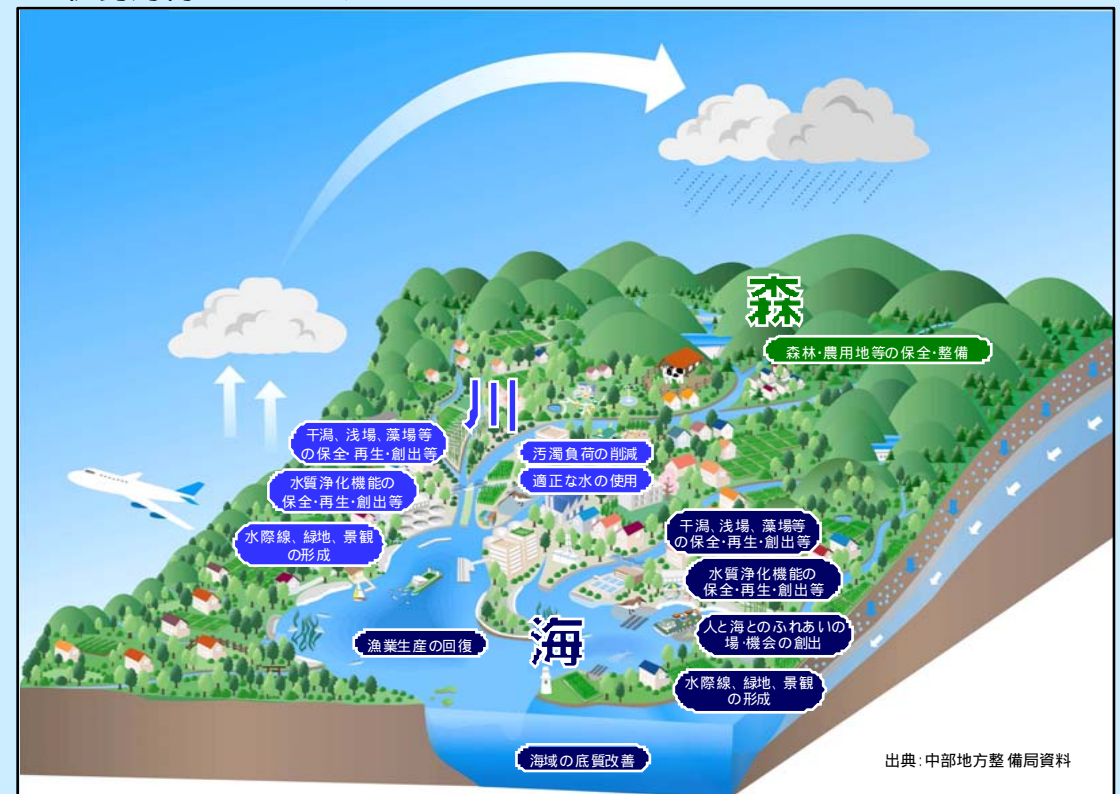 森
森林・農用地等の保全・整備
川
干潟、浅場、藻場等
の保全・再生・創出等
水質浄化機能の
保全・再生・創出等
水際線、緑地、景観
の形成
汚濁負荷の削減
適正な水の使用
海
干潟、浅場、藻場等
の保全・再生・創出等
水質浄化機能の
保全・再生・創出等
人と海とのふれあいの
場・機会の創出
水際線、緑地、景観
の形成
漁業生産の回復
海域の底質改善
出典：中部地方整備局資料